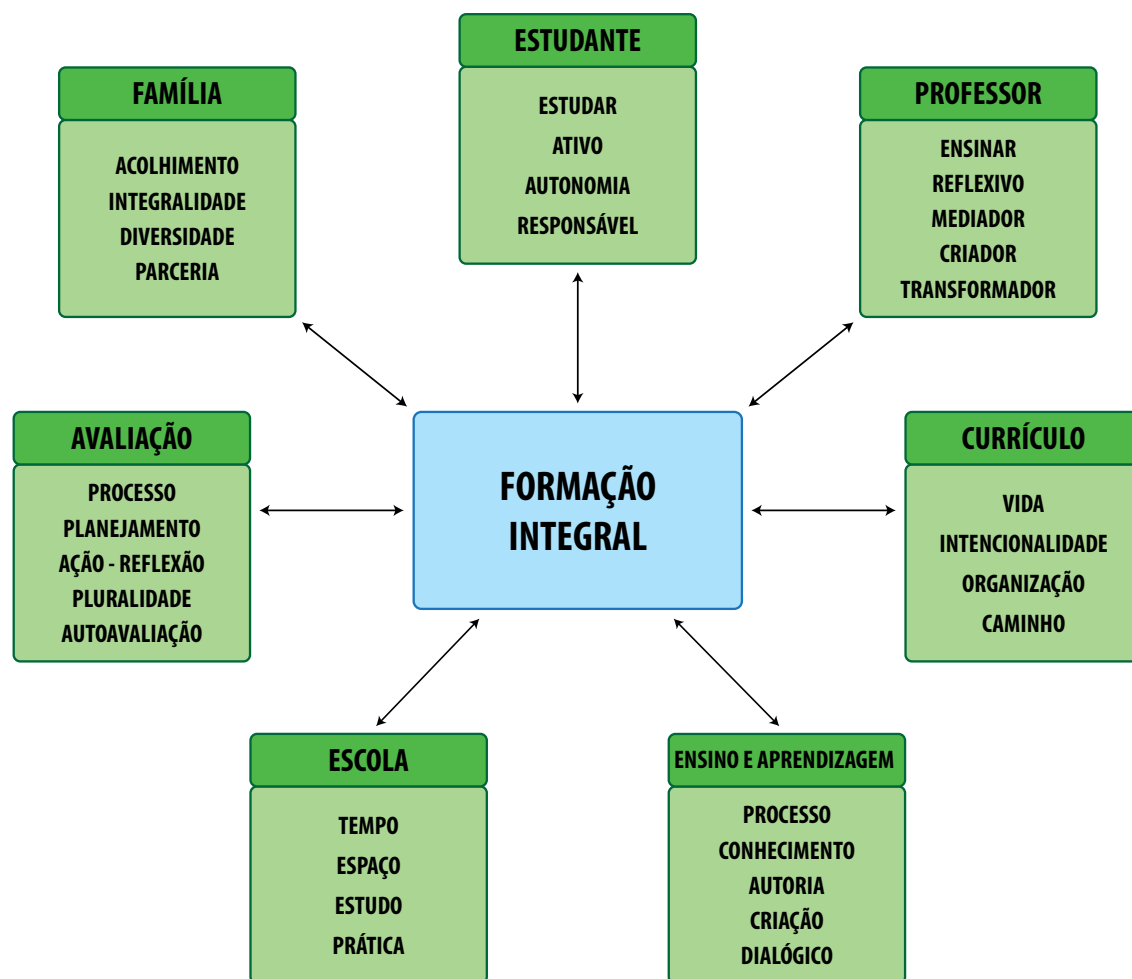 ESTUDANTE
ESTUDAR
ATIVO
AUTONOMIA
RESPONSÁVEL
FAMÍLIA
ACOLHIMENTO
INTEGRALIDADE
DIVERSIDADE
PARCERIA
PROFESSOR
ENSINAR
REFLEXIVO
MEDIADOR
CRIADOR
TRANSFORMADOR
AVALIAÇÃO
PROCESSO
PLANEJAMENTO
AÇÃO - REFLEXÃO
PLURALIDADE
AUTOAVALIAÇÃO
FORMAÇÃO
INTEGRAL
CURRÍCULO
VIDA
INTENCIONALIDADE
ORGANIZAÇÃO
CAMINHO
ESCOLA
TEMPO
ESPAÇO
ESTUDO
PRÁTICA
ENSINO E APRENDIZAGEM
PROCESSO
CONHECIMENTO
AUTORIA
CRIAÇÃO
DIALÓGICO